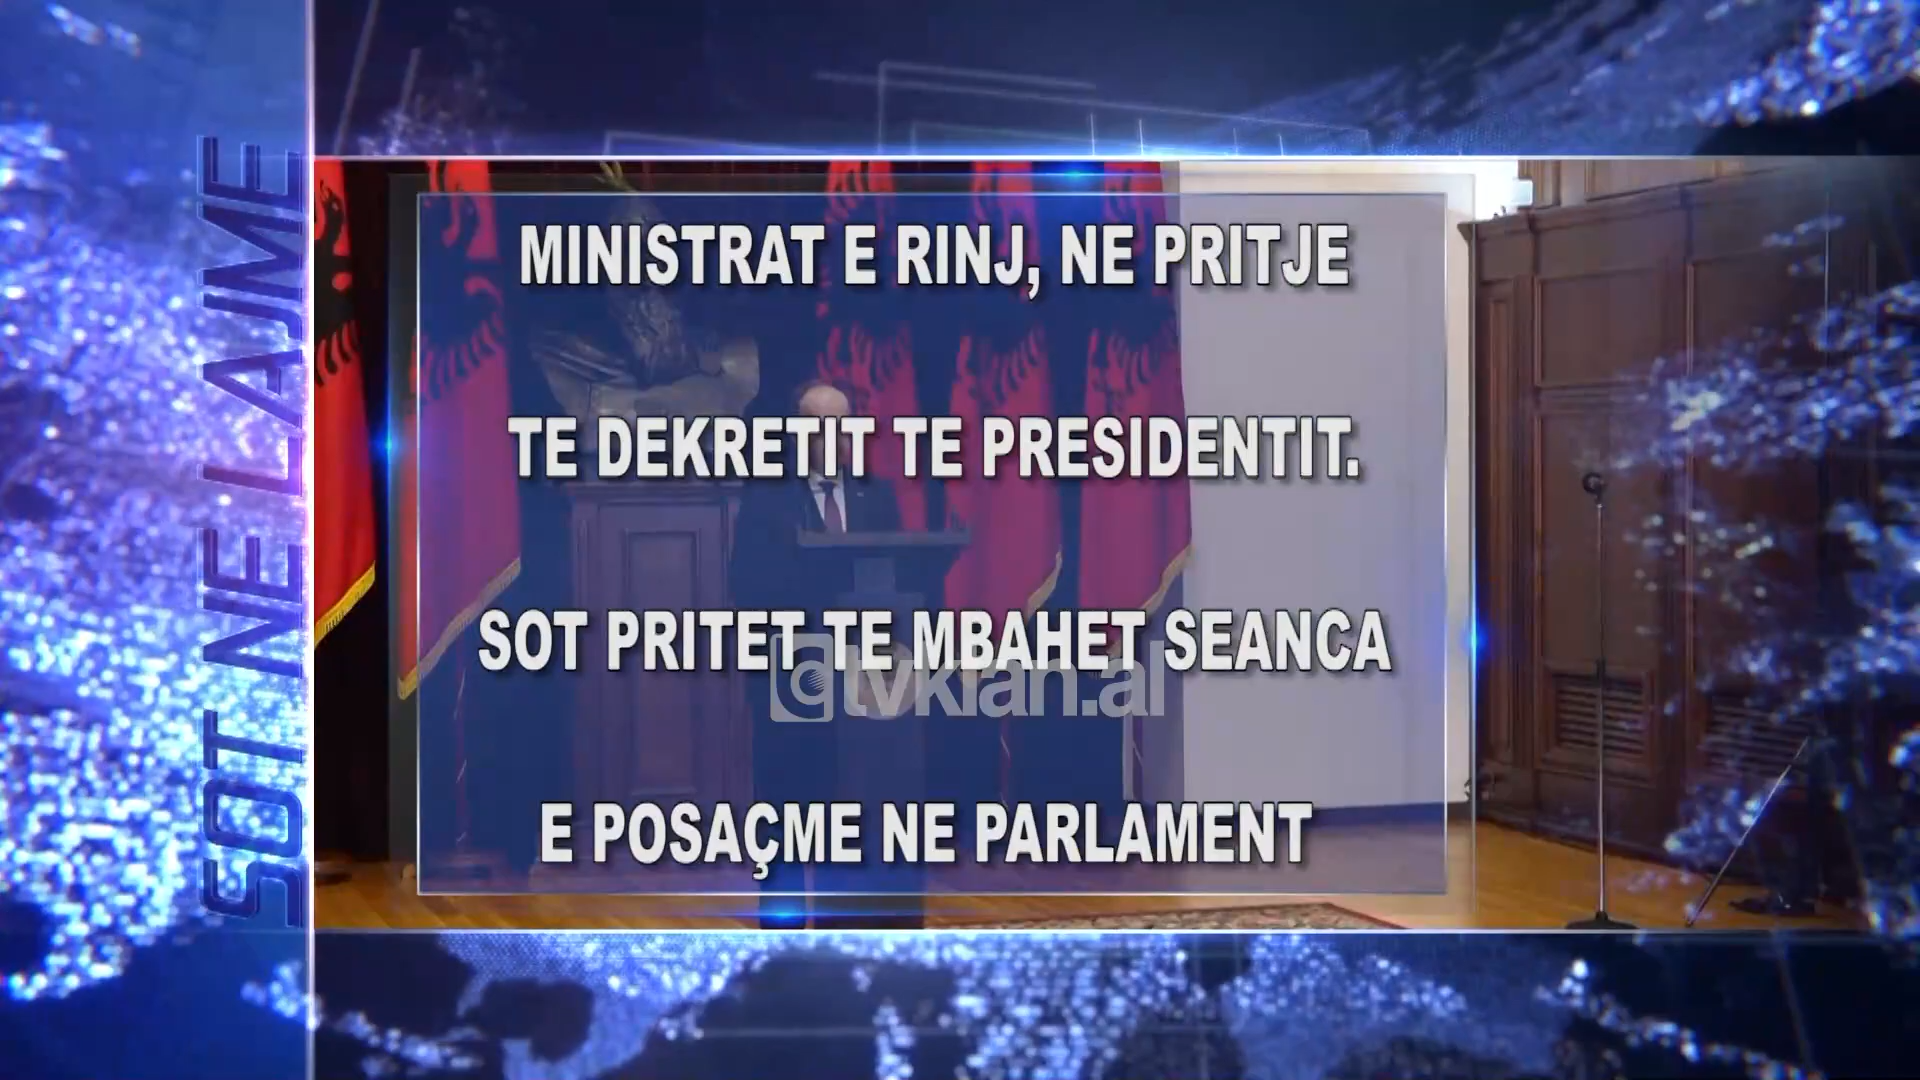 SOT NE LAJME
MINISTRAT E RINJ, NE PRITJE
TE DEKRETIT TE PRESIDENTIT.
SOT PRITET TE MBAHET SEANCA
tvklan.al
E POSAÇME NE PARLAMENT